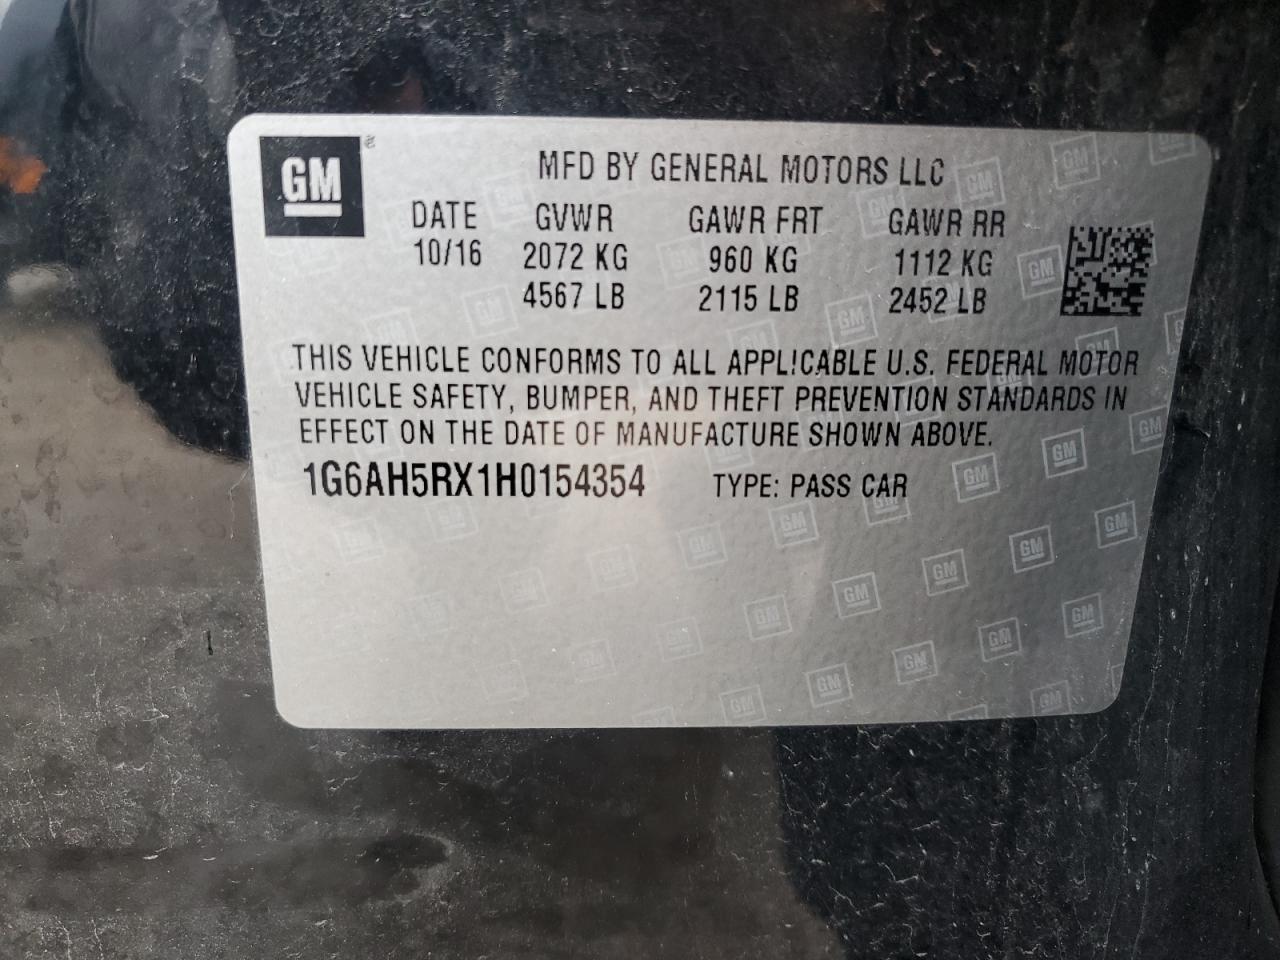 GM
MFD BY GENERAL MOTORS LLC
DATE GVWR GAWR FRT GAWR RR
10/16 2072 KG 960 KG 1112 KG
4567 LB 2115 LB 2452 LB
THIS VEHICLE CONFORMS TO ALL APPLICABLE U.S. FEDERAL MOTOR
VEHICLE SAFETY, BUMPER, AND THEFT PREVENTION STANDARDS IN
EFFECT ON THE DATE OF MANUFACTURE SHOWN ABOVE.
1G6AH5RX1H0154354 TYPE: PASS CAR